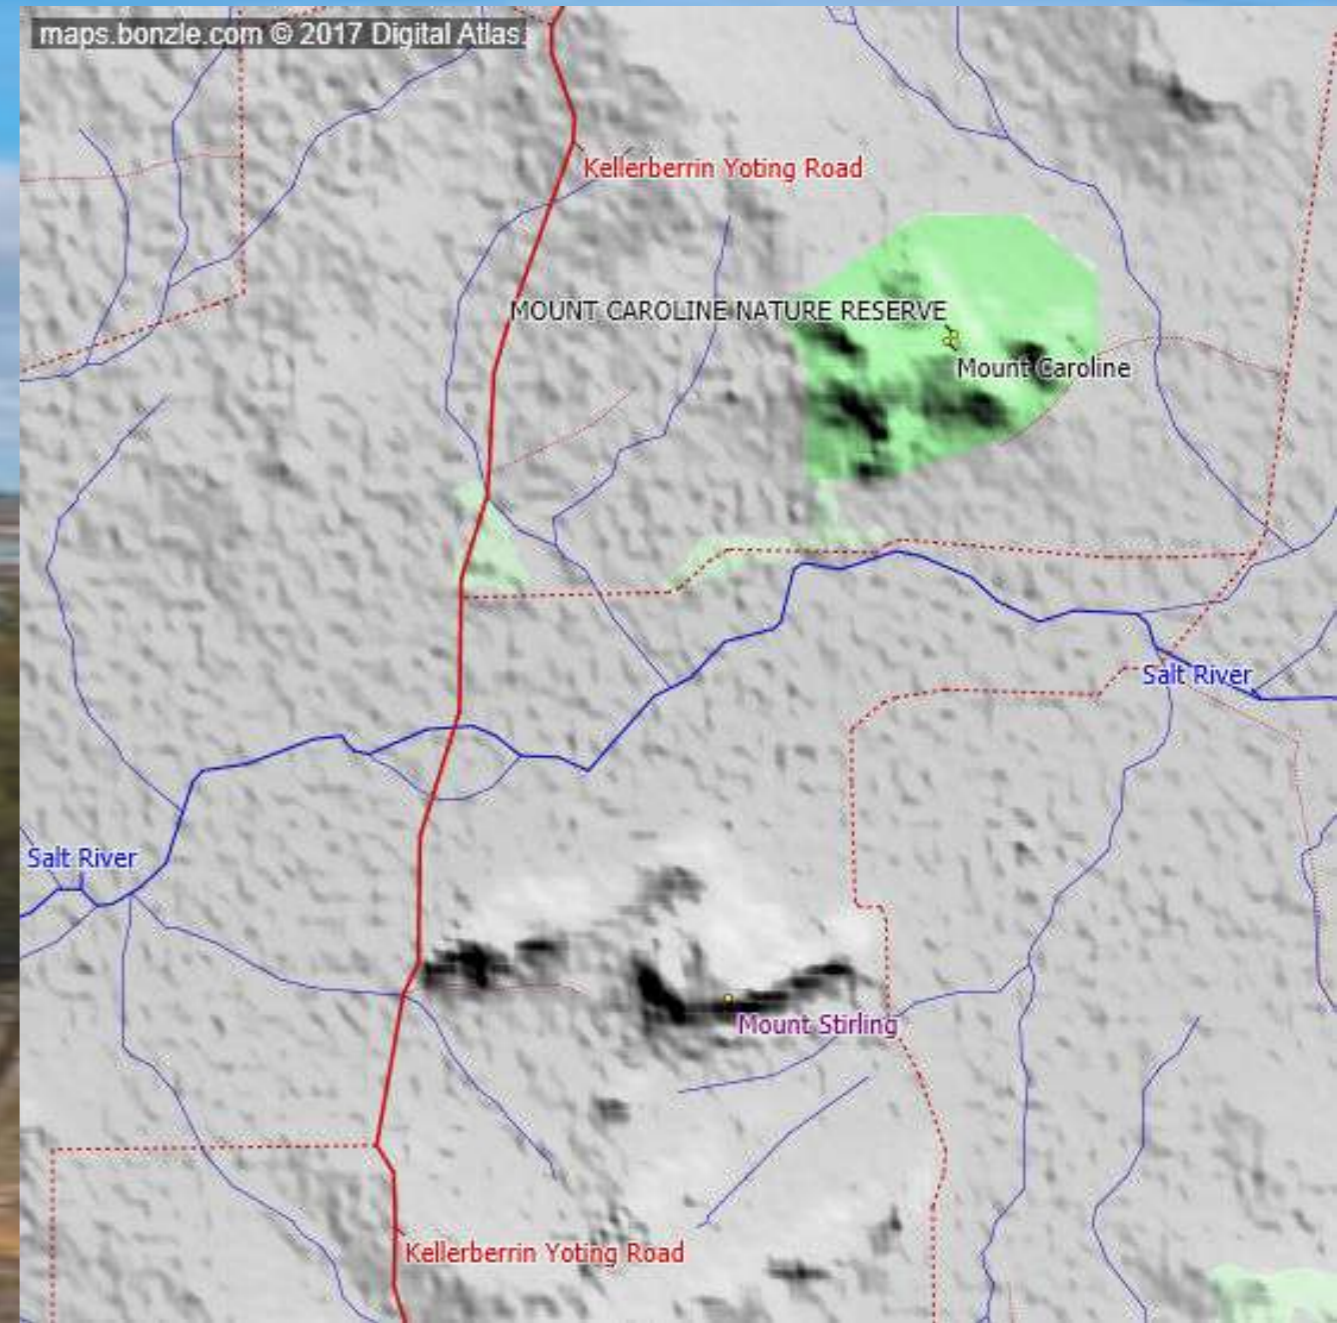 maps.bonzle.com © 2017 Digital Atlas
Kellerberrin Yoting Road
MOUNT CAROLINE NATURE RESERVE
Mount Caroline
Salt River
Salt River
Mount Stirling
Kellerberrin Yoting Road